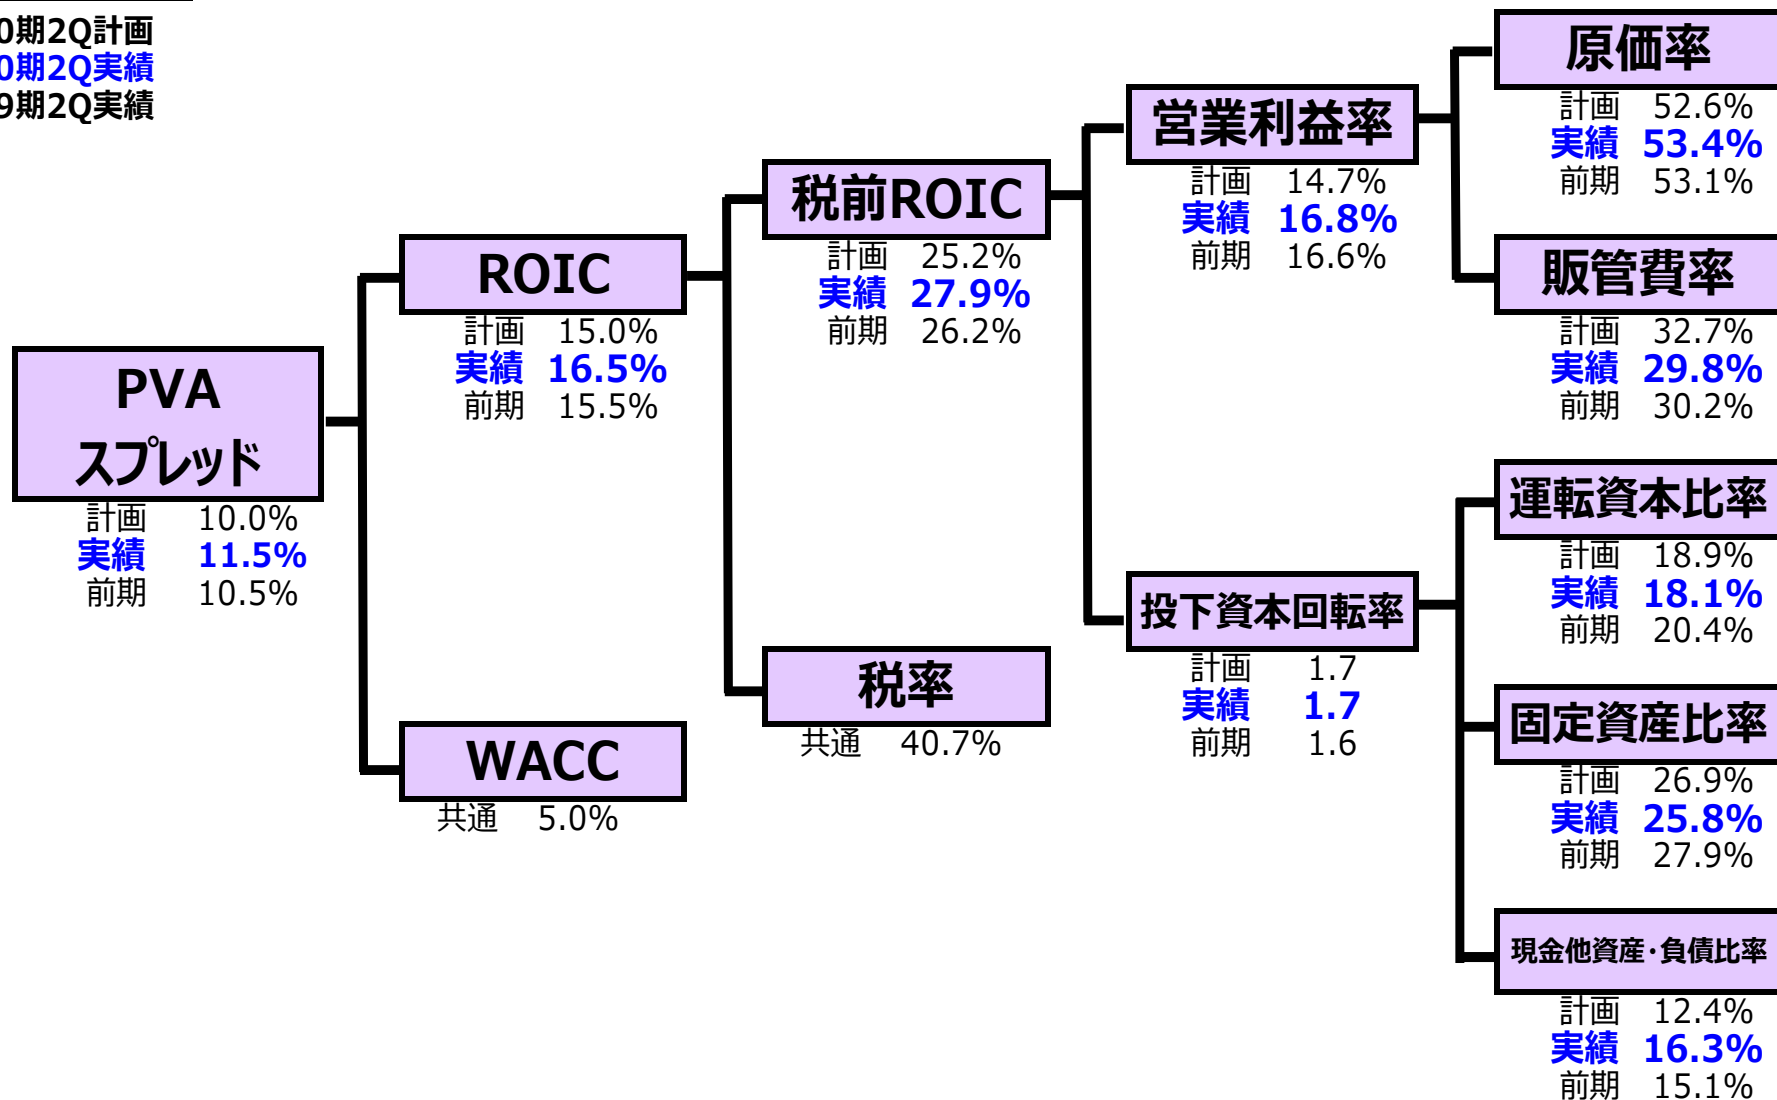 0期2Q計画
0期2Q実績
9期2Q実績
PVA
スプレッド
計画 10.0%
実績 11.5%
前期 10.5%
ROIC
計画 15.0%
実績 16.5%
前期 15.5%
WACC
共通 5.0%
税前ROIC
計画 25.2%
実績 27.9%
前期 26.2%
税率
共通 40.7%
営業利益率
計画 14.7%
実績 16.8%
前期 16.6%
投下資本回転率
計画 1.7
実績 1.7
前期 1.6
原価率
計画 52.6%
実績 53.4%
前期 53.1%
販管費率
計画 32.7%
実績 29.8%
前期 30.2%
運転資本比率
計画 18.9%
実績 18.1%
前期 20.4%
固定資産比率
計画 26.9%
実績 25.8%
前期 27.9%
現金他資産・負債比率
計画 12.4%
実績 16.3%
前期 15.1%